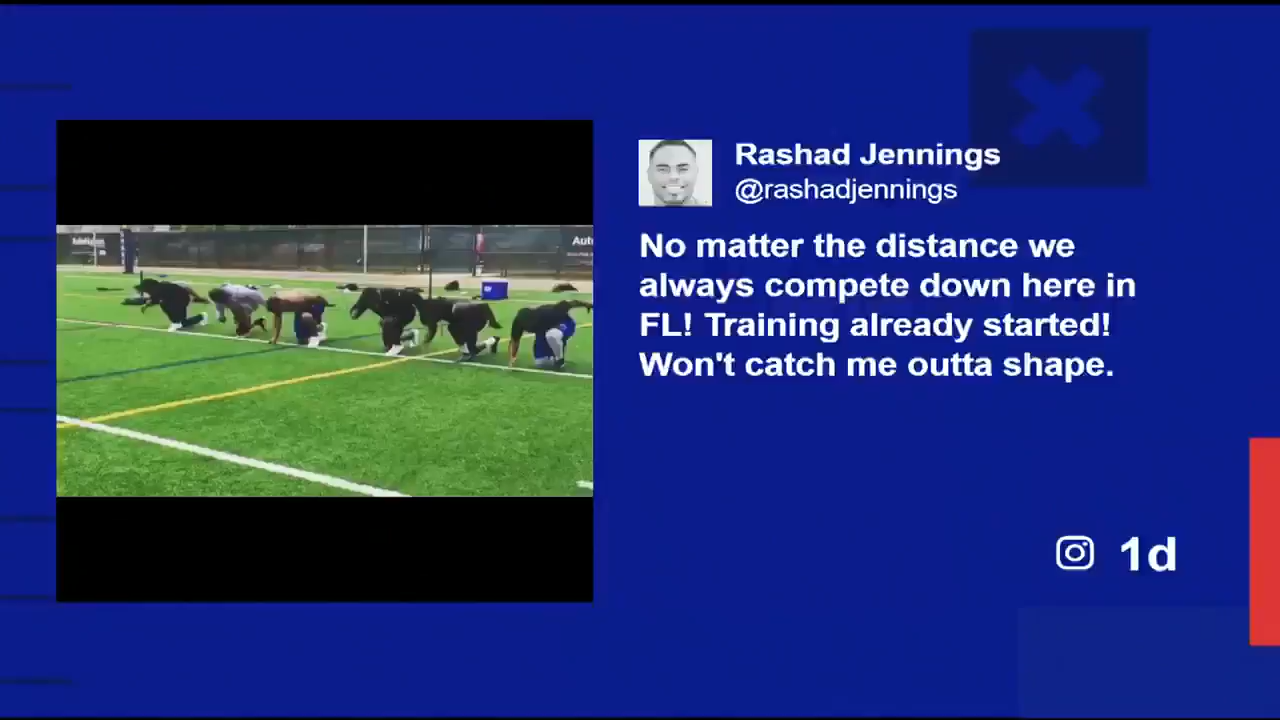 Rashad Jennings
@rashadjennings
No matter the distance we
always compete down here in
FL! Training already started!
Won't catch me outta shape.
1d